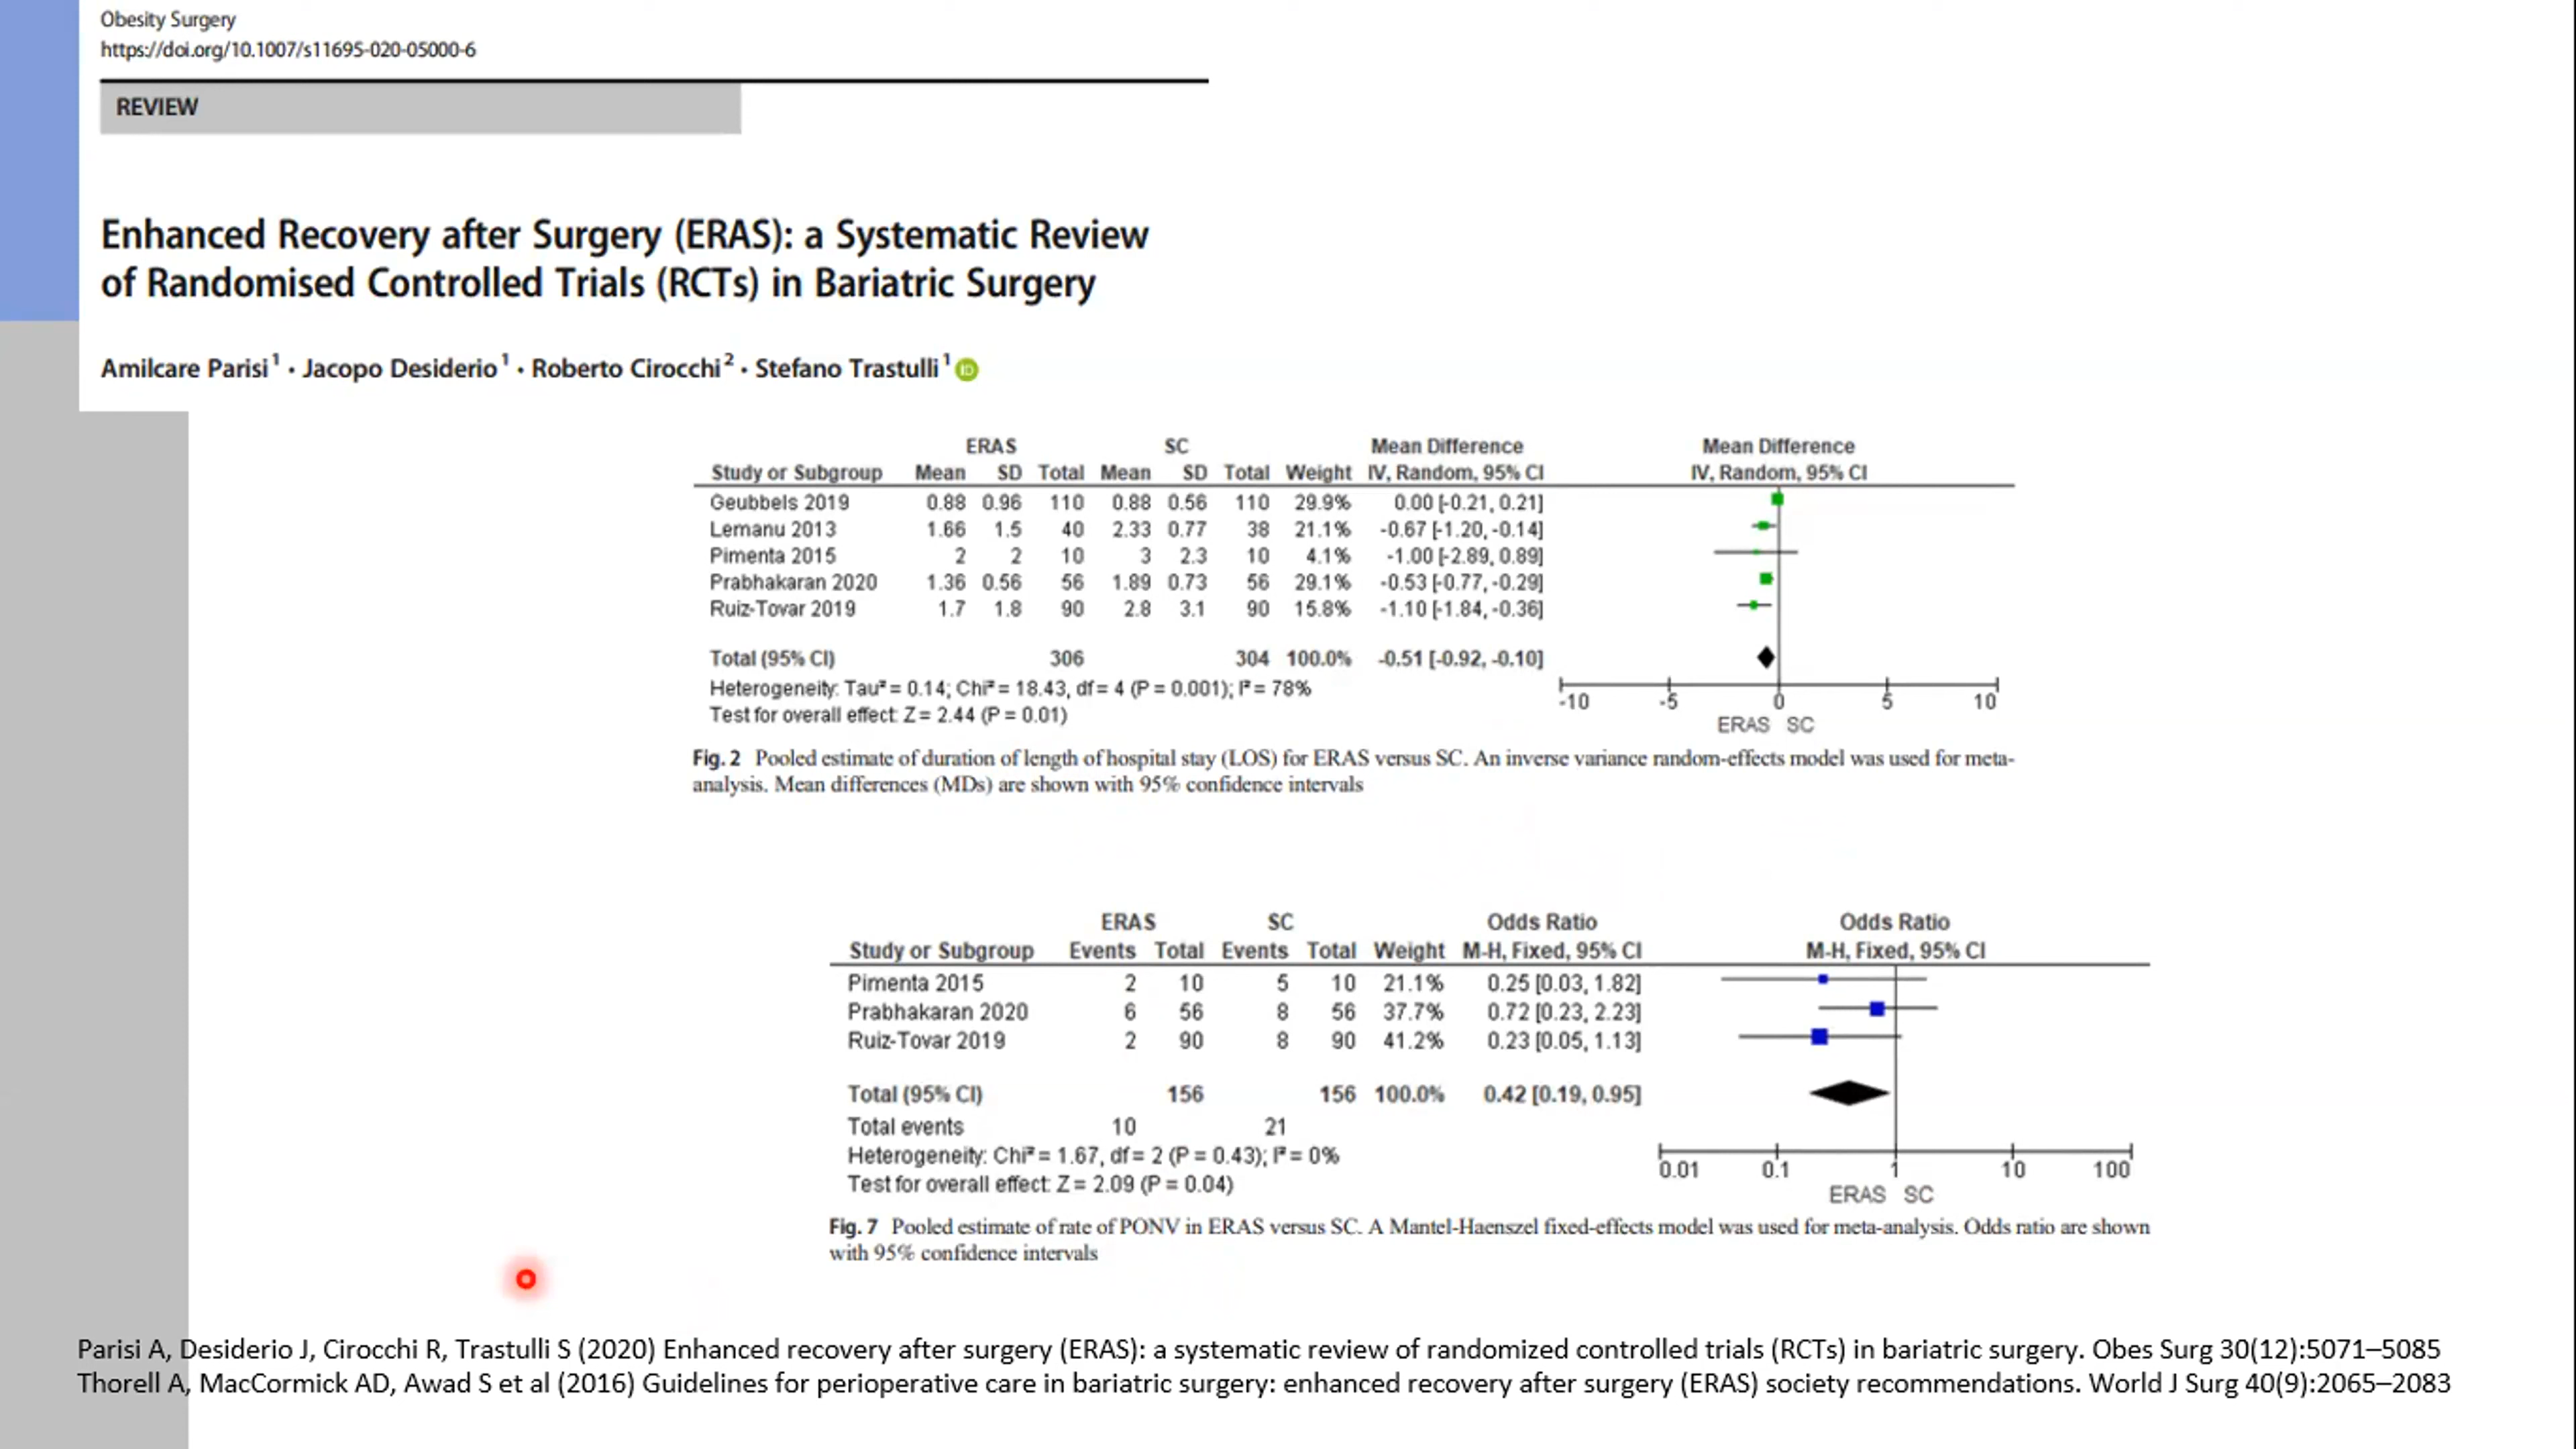 Obesity Surgery
https://doi.org/10.1007/s11695-020-05000-6
REVIEW
Enhanced Recovery after Surgery (ERAS): a Systematic Review
of Randomised Controlled Trials (RCTs) in Bariatric Surgery
Amilcare Parisi¹ · Jacopo Desiderio¹ · Roberto Cirocchi² · Stefano Trastulli¹ iD
ERAS SC Mean Difference Mean Difference
Study or Subgroup Mean SD Total Mean SD Total Weight IV, Random, 95% CI IV, Random, 95% CI
Geubbels 2019 0.88 0.96 110 0.88 0.56 110 29.9% 0.00 [-0.21, 0.21]
Lemanu 2013 1.66 1.5 40 2.33 0.77 38 21.1% -0.67 [-1.20, -0.14]
Pimenta 2015 2 2 10 3 2.3 10 4.1% -1.00 [-2.89, 0.89]
Prabhakaran 2020 1.36 0.56 56 1.89 0.73 56 29.1% -0.53 [-0.77, -0.29]
Ruiz-Tovar 2019 1.7 1.8 90 2.8 3.1 90 15.8% -1.10 [-1.84, -0.36]
Total (95% CI) 306 304 100.0% -0.51 [-0.92, -0.10]
Heterogeneity: Tau² = 0.14; Chi² = 18.43, df = 4 (P = 0.001); I² = 78%
Test for overall effect: Z = 2.44 (P = 0.01)
-10 -5 0 5 10
ERAS SC
Fig. 2 Pooled estimate of duration of length of hospital stay (LOS) for ERAS versus SC. An inverse variance random-effects model was used for meta-
analysis. Mean differences (MDs) are shown with 95% confidence intervals
ERAS SC Odds Ratio Odds Ratio
Study or Subgroup Events Total Events Total Weight M-H, Fixed, 95% CI M-H, Fixed, 95% CI
Pimenta 2015 2 10 5 10 21.1% 0.25 [0.03, 1.82]
Prabhakaran 2020 6 56 8 56 37.7% 0.72 [0.23, 2.23]
Ruiz-Tovar 2019 2 90 8 90 41.2% 0.23 [0.05, 1.13]
Total (95% CI) 156 156 100.0% 0.42 [0.19, 0.95]
Total events 10 21
Heterogeneity: Chi² = 1.67, df = 2 (P = 0.43); I² = 0%
Test for overall effect: Z = 2.09 (P = 0.04)
0.01 0.1 1 10 100
ERAS SC
Fig. 7 Pooled estimate of rate of PONV in ERAS versus SC. A Mantel-Haenszel fixed-effects model was used for meta-analysis. Odds ratio are shown
with 95% confidence intervals
Parisi A, Desiderio J, Cirocchi R, Trastulli S (2020) Enhanced recovery after surgery (ERAS): a systematic review of randomized controlled trials (RCTs) in bariatric surgery. Obes Surg 30(12):5071–5085
Thorell A, MacCormick AD, Awad S et al (2016) Guidelines for perioperative care in bariatric surgery: enhanced recovery after surgery (ERAS) society recommendations. World J Surg 40(9):2065–2083